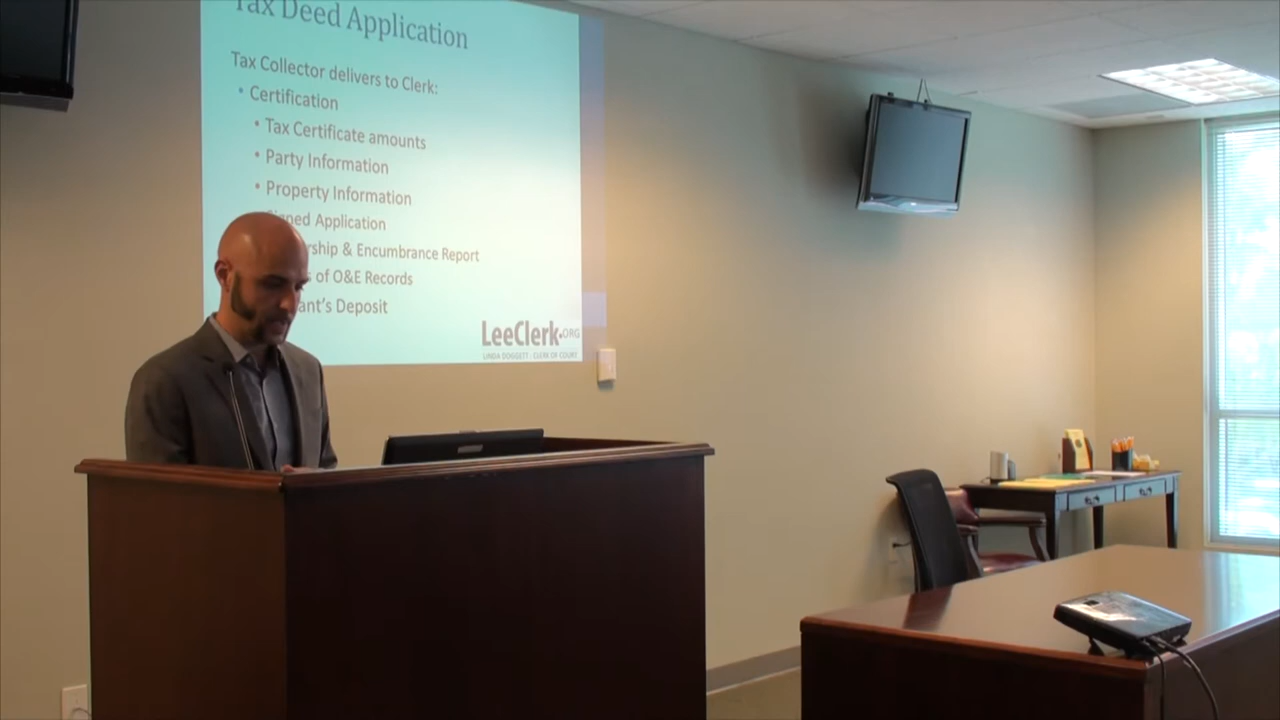 Tax Deed Application
Tax Collector delivers to Clerk:
• Certification
• Tax Certificate amounts
• Party Information
• Property Information
Application
& Encumbrance Report
of O&E Records
Deposit
LeeClerk.ORG
LINDA DOGGETT - CLERK OF COURT